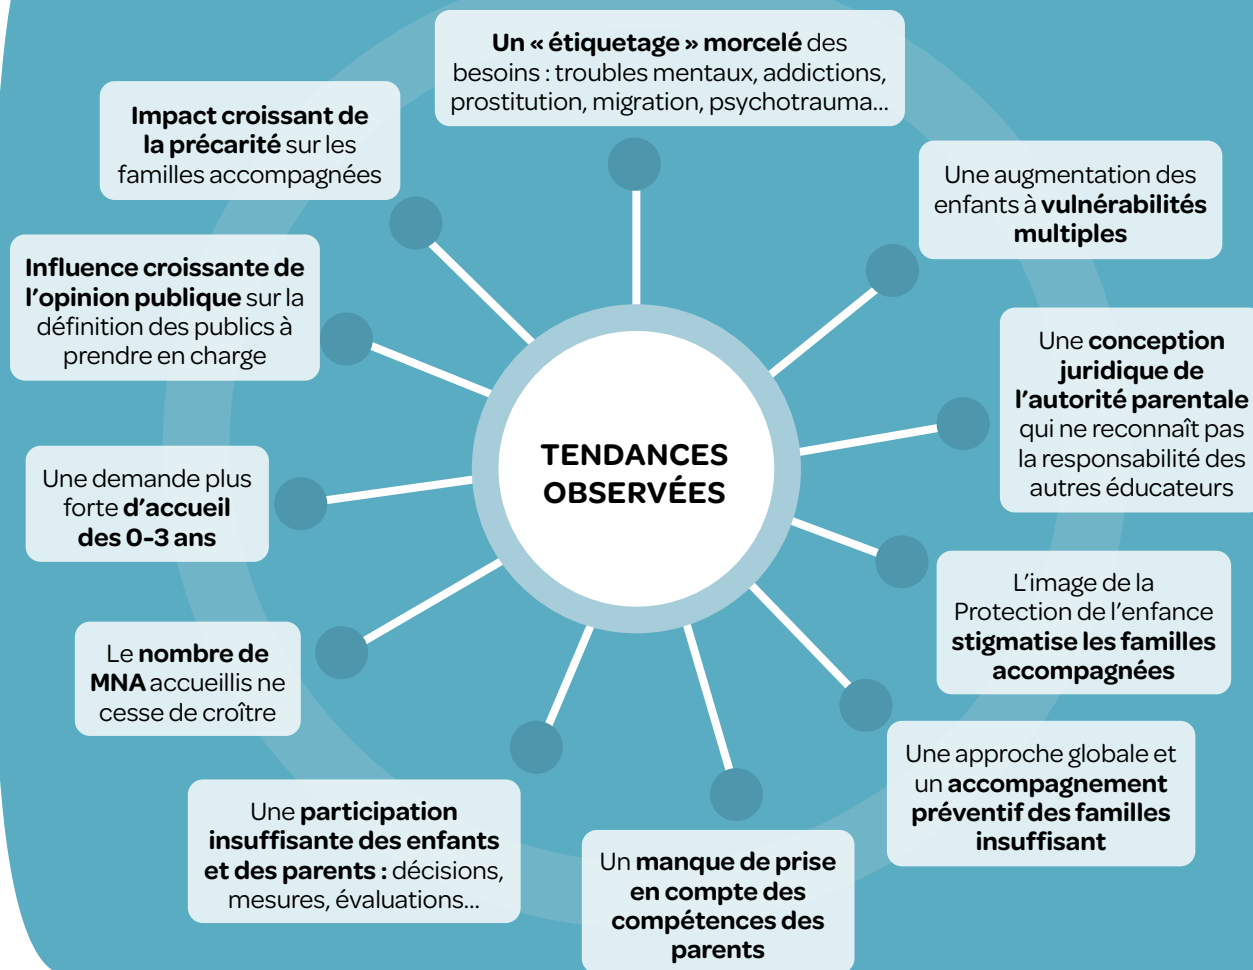 TENDANCES
OBSERVÉES
Un « étiquetage » morcelé des
besoins : troubles mentaux, addictions,
prostitution, migration, psychotrauma...
Une augmentation des
enfants à vulnérabilités
multiples
Une conception
juridique de
l'autorité parentale
qui ne reconnaît pas
la responsabilité des
autres éducateurs
L'image de la
Protection de l'enfance
stigmatise les familles
accompagnées
Une approche globale et
un accompagnement
préventif des familles
insuffisant
Un manque de prise
en compte des
compétences des
parents
Une participation
insuffisante des enfants
et des parents : décisions,
mesures, évaluations...
Le nombre de
MNA accueillis ne
cesse de croître
Une demande plus
forte d'accueil
des 0-3 ans
Influence croissante de
l'opinion publique sur la
définition des publics à
prendre en charge
Impact croissant de
la précarité sur les
familles accompagnées